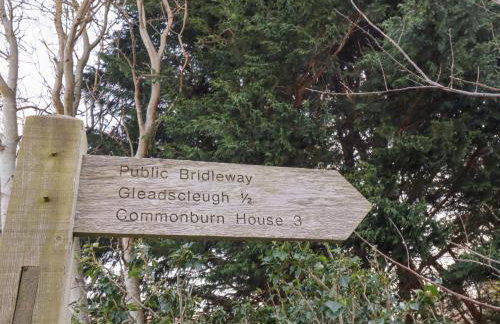 Public Bridleway
Gleadscleugh ½
Commonburn House 3